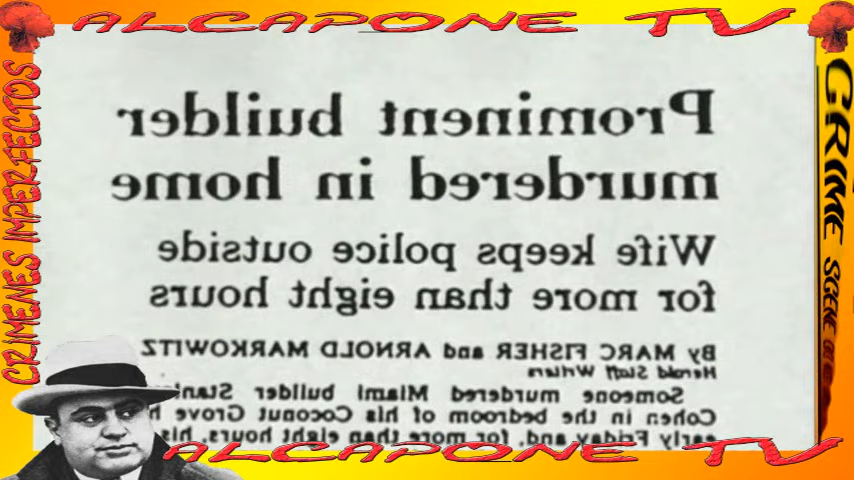 ALCAPONE TV
CRIMENES IMPERFECTOS
CRIME SCENE
Prominent builder
murdered in home
Wife keeps police outside
for more than eight hours
By MARC FISHER and ARNOLD MARKOWITZ
Herald Staff Writers
Someone murdered Miami builder
Cohen in the bedroom of his Coconut Grove
early Friday and, for more than eight hours, his
ALCAPONE TV